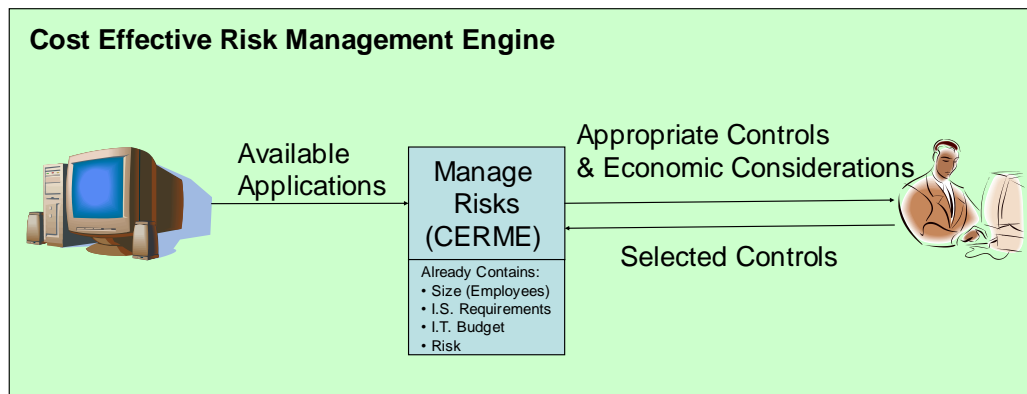 Cost Effective Risk Management Engine
Available
Applications
Manage
Risks
(CERME)
Already Contains:
• Size (Employees)
• I.S. Requirements
• I.T. Budget
• Risk
Appropriate Controls
& Economic Considerations
Selected Controls